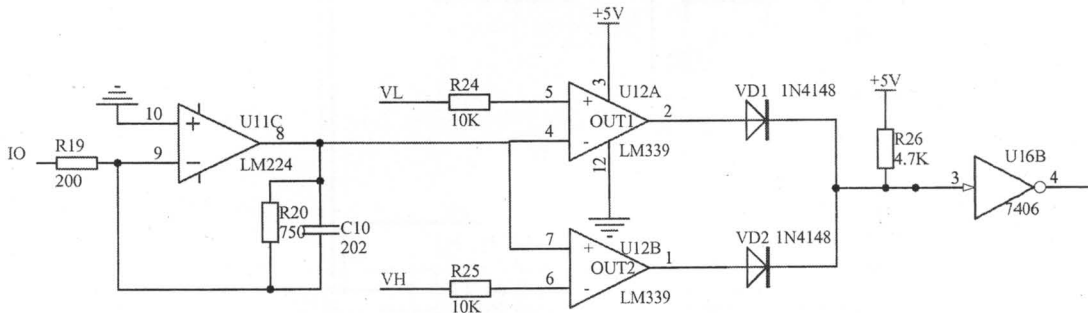 +5V
+5V
VL
R24
10K
5
+
3
U12A
OUT1
2
4
-
LM339
12
VD1 1N4148
R26
4.7K
3
U16B
4
7406
10
+
U11C
8
IO
R19
200
9
−
LM224
R20
750
C10
202
7
+
U12B
OUT2
1
6
-
LM339
VH
R25
10K
VD2 1N4148